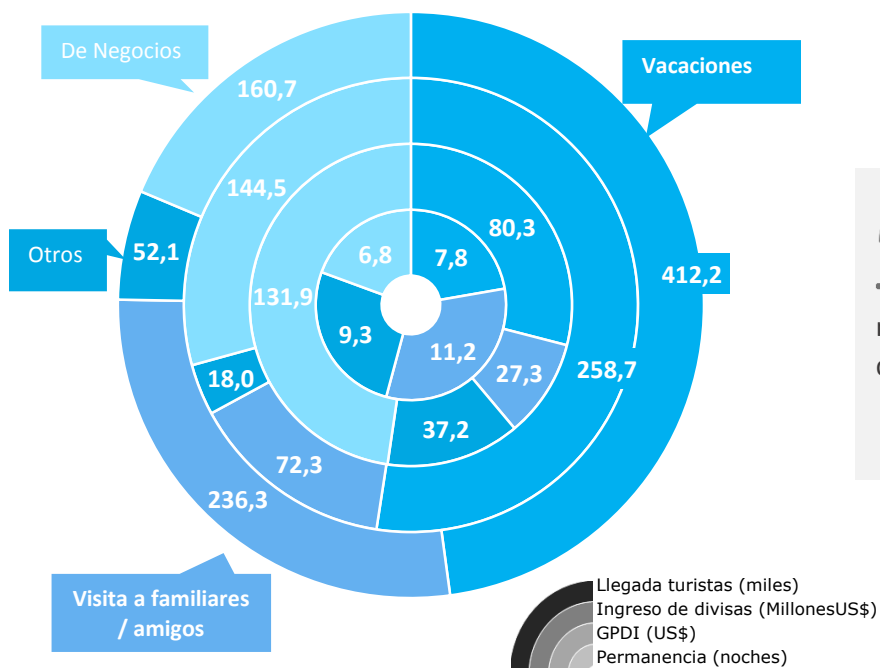 De Negocios
Vacaciones
160,7
144,5
80,3
6,8
7,8
Otros
52,1
412,2
131,9
9,3
11,2
27,3
258,7
18,0
37,2
72,3
236,3
Visita a familiares
/ amigos
Llegada turistas (miles)
Ingreso de divisas (MillonesUS$)
GPDI (US$)
Permanencia (noches)